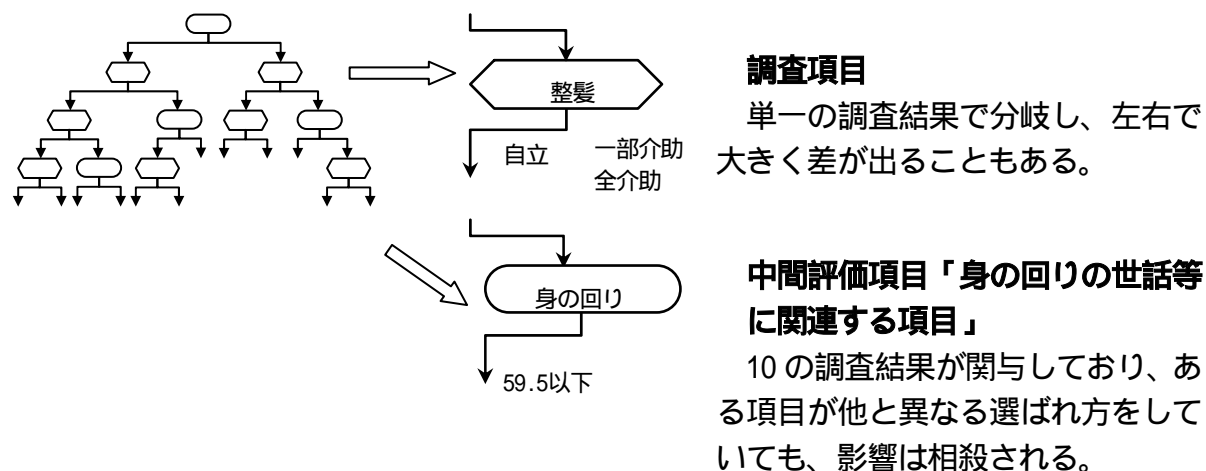 整髪
自立
一部介助
全介助
身の回り
59.5以下
調査項目
単一の調査結果で分岐し、左右で
大きく差が出ることもある。
中間評価項目「身の回りの世話等
に関連する項目」
10の調査結果が関与しており、あ
る項目が他と異なる選ばれ方をして
いても、影響は相殺される。